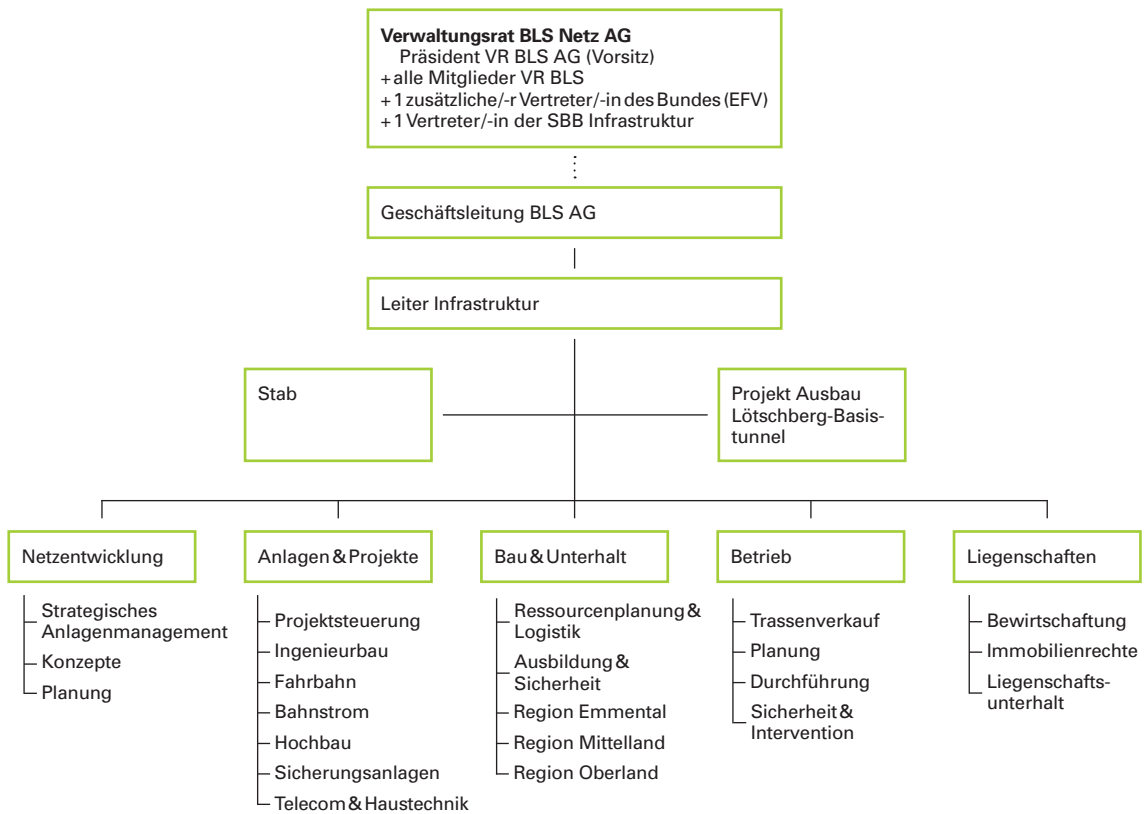 Verwaltungsrat BLS Netz AG
Präsident VR BLS AG (Vorsitz)
+ alle Mitglieder VR BLS
+ 1 zusätzliche/-r Vertreter/-in des Bundes (EFV)
+ 1 Vertreter/-in der SBB Infrastruktur
Geschäftsleitung BLS AG
Leiter Infrastruktur
Stab
Projekt Ausbau
Lötschberg-Basis-
tunnel
Netzentwicklung
Strategisches
Anlagenmanagement
Konzepte
Planung
Anlagen & Projekte
Projektsteuerung
Ingenieurbau
Fahrbahn
Bahnstrom
Hochbau
Sicherungsanlagen
Telecom & Haustechnik
Bau & Unterhalt
Ressourcenplanung &
Logistik
Ausbildung &
Sicherheit
Region Emmental
Region Mittelland
Region Oberland
Betrieb
Trassenverkauf
Planung
Durchführung
Sicherheit &
Intervention
Liegenschaften
Bewirtschaftung
Immobilienrechte
Liegenschafts-
unterhalt